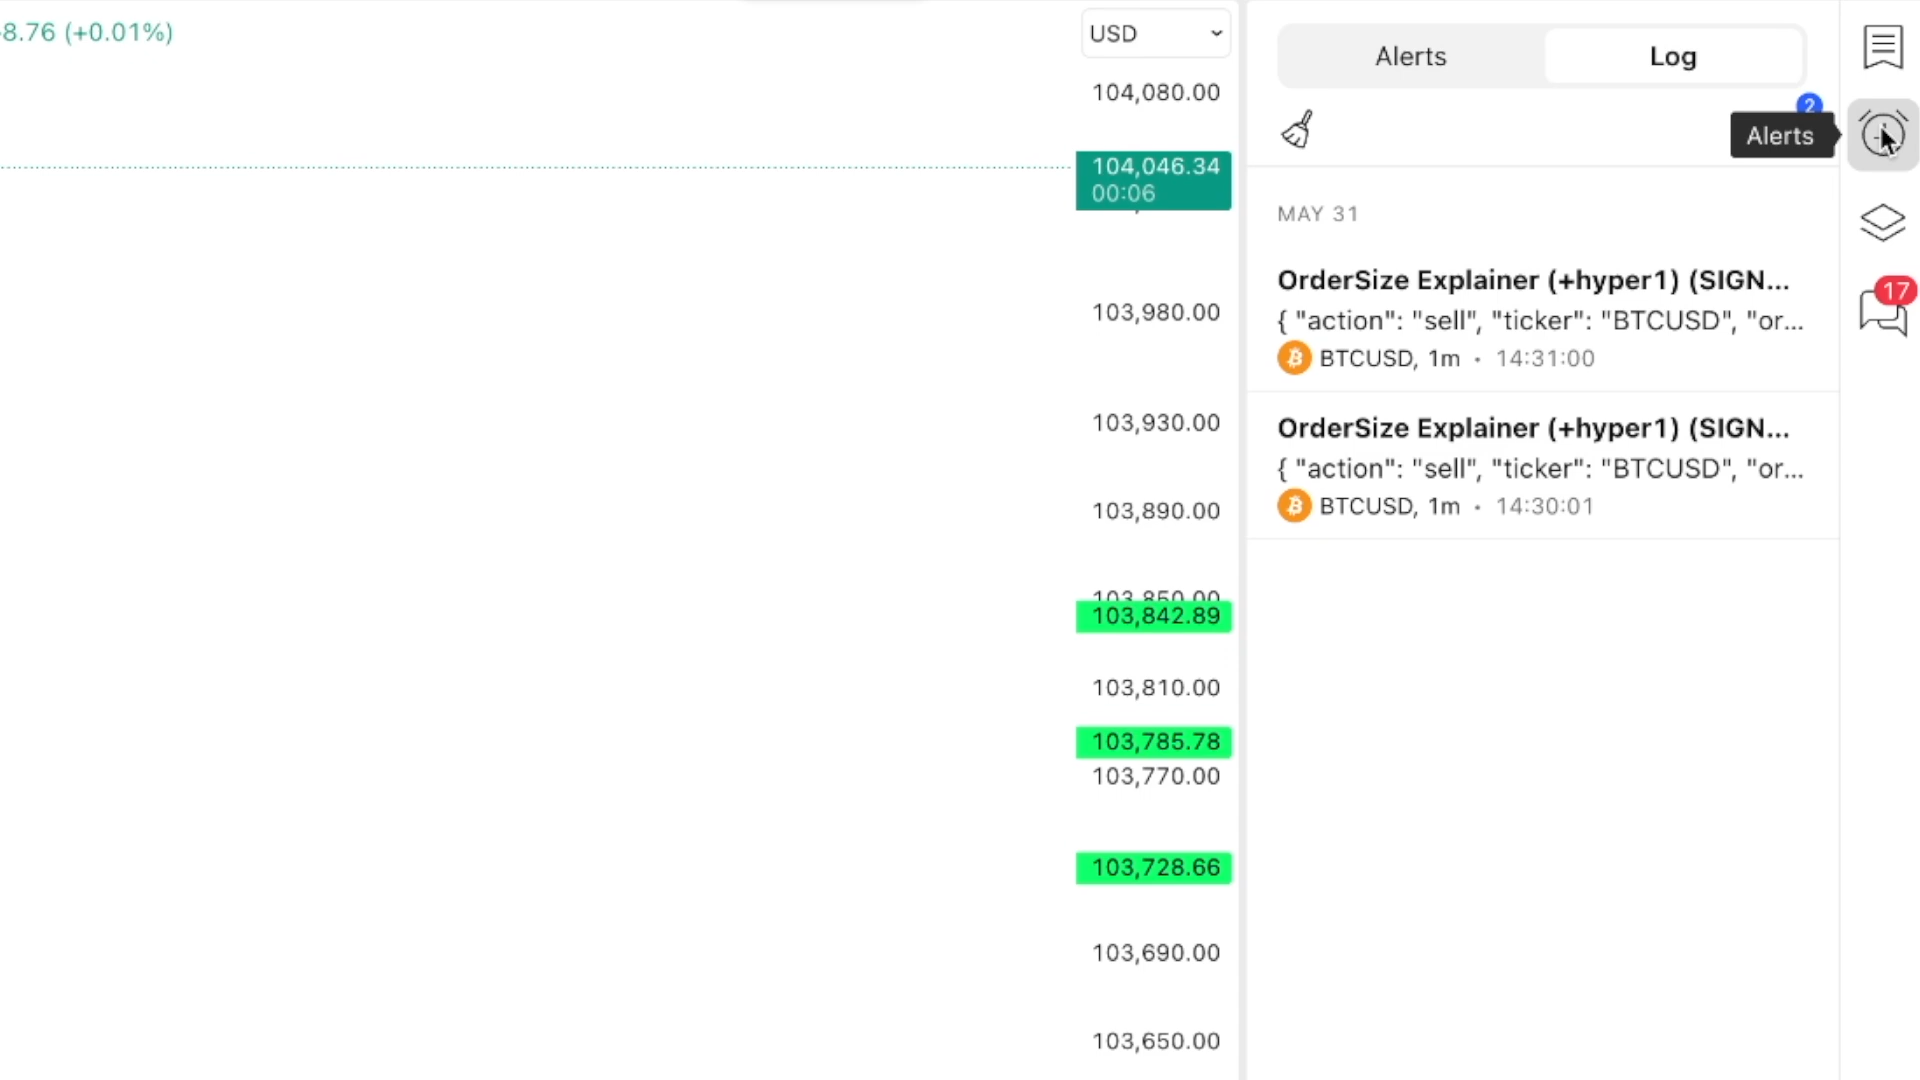 8.76 (+0.01%)
USD
104,080.00
104,046.34
00:06
103,980.00
103,930.00
103,890.00
103,850.00
103,842.89
103,810.00
103,785.78
103,770.00
103,728.66
103,690.00
103,650.00
Alerts
Log
2
Alerts
MAY 31
OrderSize Explainer (+hyper1) (SIGN...
{ "action": "sell", "ticker": "BTCUSD", "or...
BTCUSD, 1m • 14:31:00
OrderSize Explainer (+hyper1) (SIGN...
{ "action": "sell", "ticker": "BTCUSD", "or...
BTCUSD, 1m • 14:30:01
17